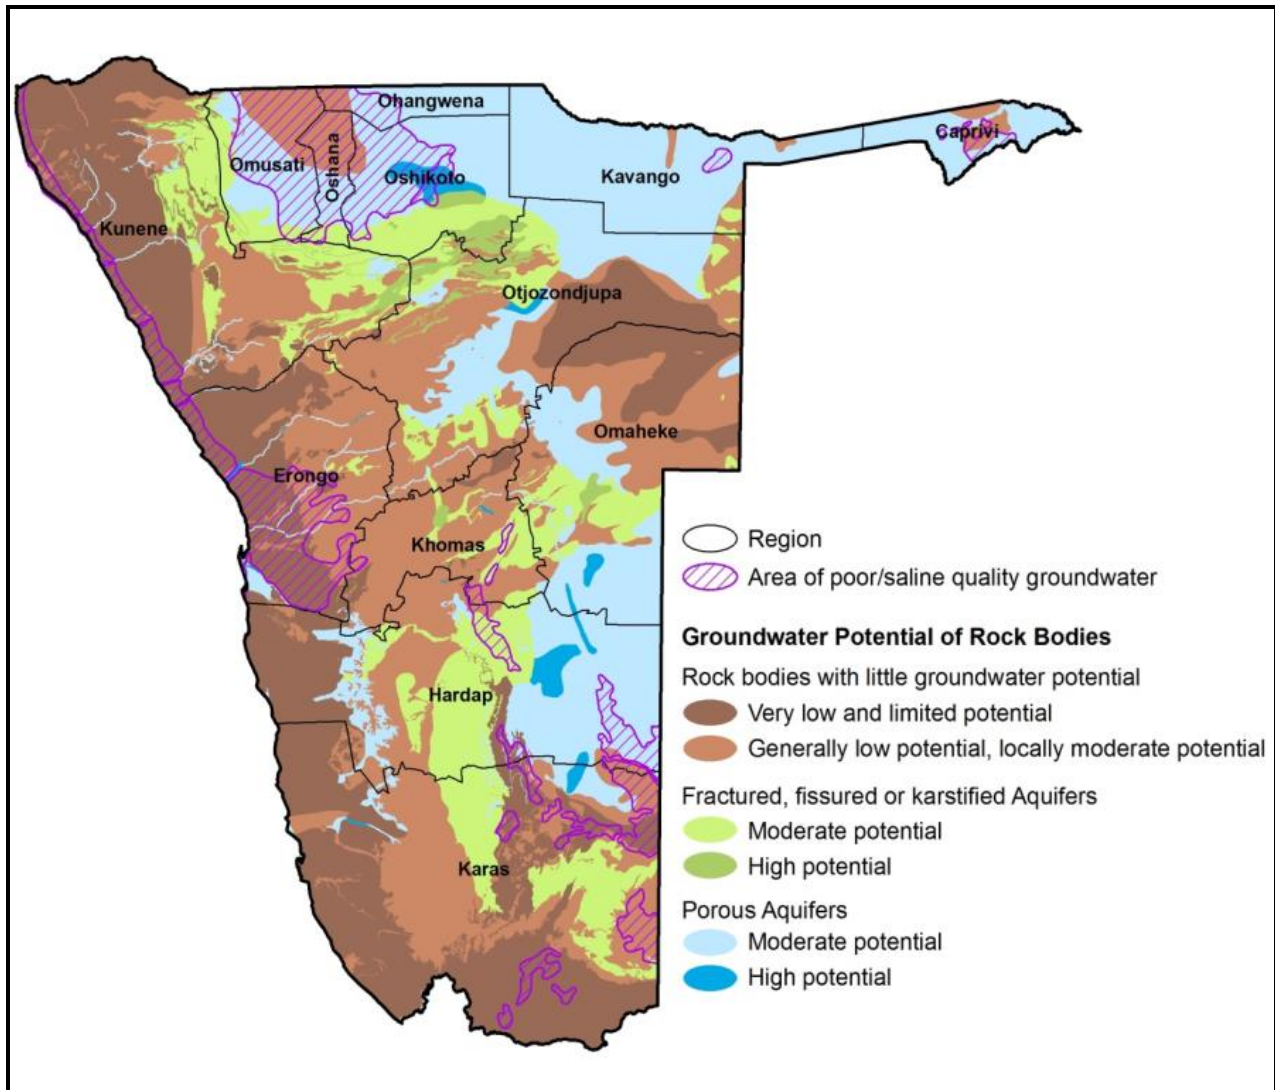 Ohangwena
Caprivi
Omusati
Oshana
Oshikoto
Kavango
Kunene
Otjozondjupa
Omaheke
Erongo
Khomas
Hardap
Karas
Region
Area of poor/saline quality groundwater
Groundwater Potential of Rock Bodies
Rock bodies with little groundwater potential
Very low and limited potential
Generally low potential, locally moderate potential
Fractured, fissured or karstified Aquifers
Moderate potential
High potential
Porous Aquifers
Moderate potential
High potential